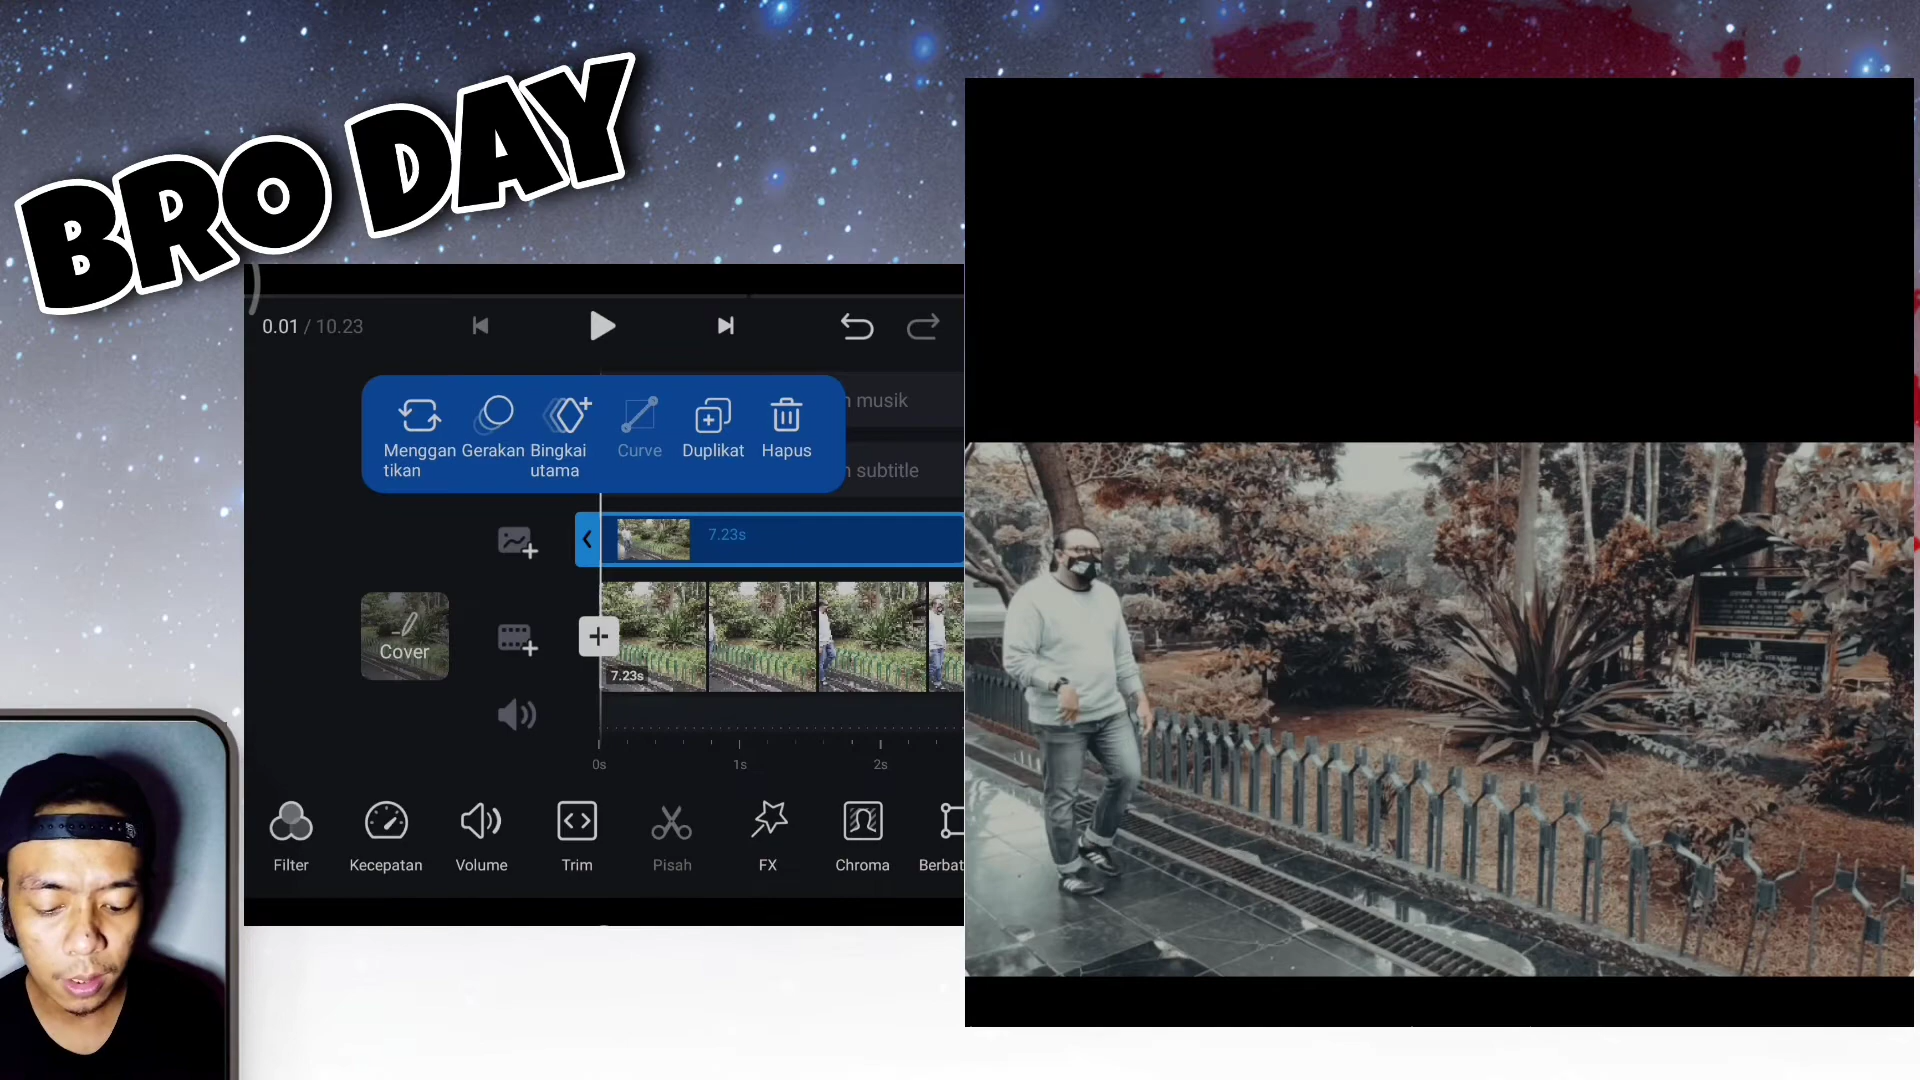 BRO DAY
0.01 / 10.23
n musik
Menggan
tikan
Gerakan
Bingkai
utama
Curve
Duplikat
Hapus
n subtitle
7.23s
Cover
7.23s
0s
1s
2s
Filter
Kecepatan
Volume
Trim
Pisah
FX
Chroma
Berbat